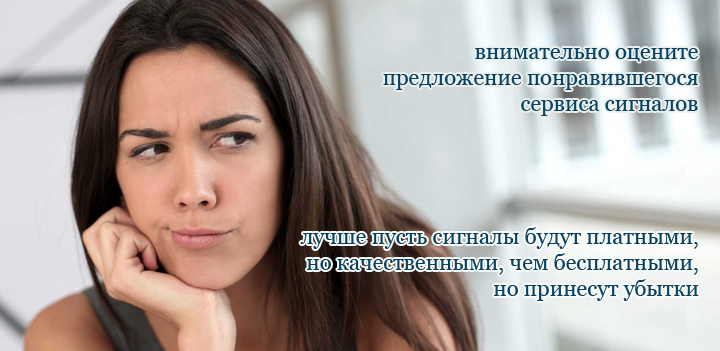 внимательно оцените
предложение понравившегося
сервиса сигналов
лучше пусть сигналы будут платными,
но качественными, чем бесплатными,
но принесут убытки